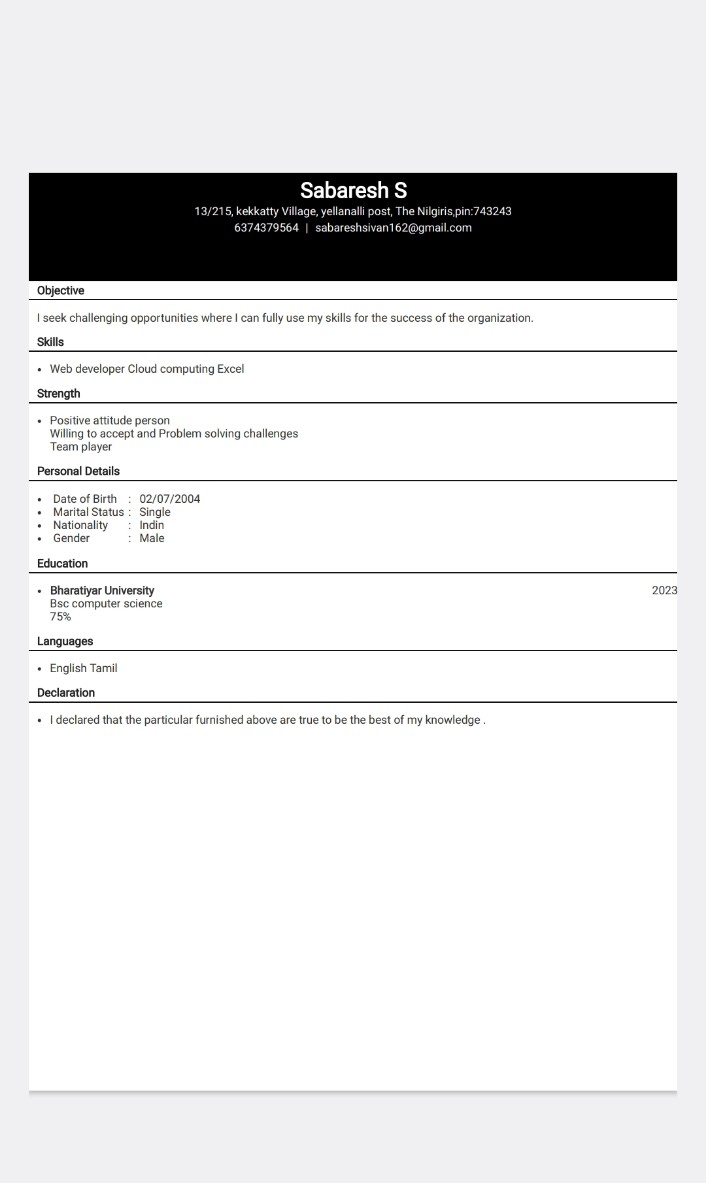 Sabaresh S
13/215, kekkatty Village, yellanalli post, The Nilgiris,pin:743243
6374379564 | sabareshsivan162@gmail.com
Objective
I seek challenging opportunities where I can fully use my skills for the success of the organization.
Skills
• Web developer Cloud computing Excel
Strength
• Positive attitude person
Willing to accept and Problem solving challenges
Team player
Personal Details
• Date of Birth : 02/07/2004
• Marital Status : Single
• Nationality : Indin
• Gender : Male
Education
• Bharatiyar University 2023
Bsc computer science
75%
Languages
• English Tamil
Declaration
• I declared that the particular furnished above are true to be the best of my knowledge .